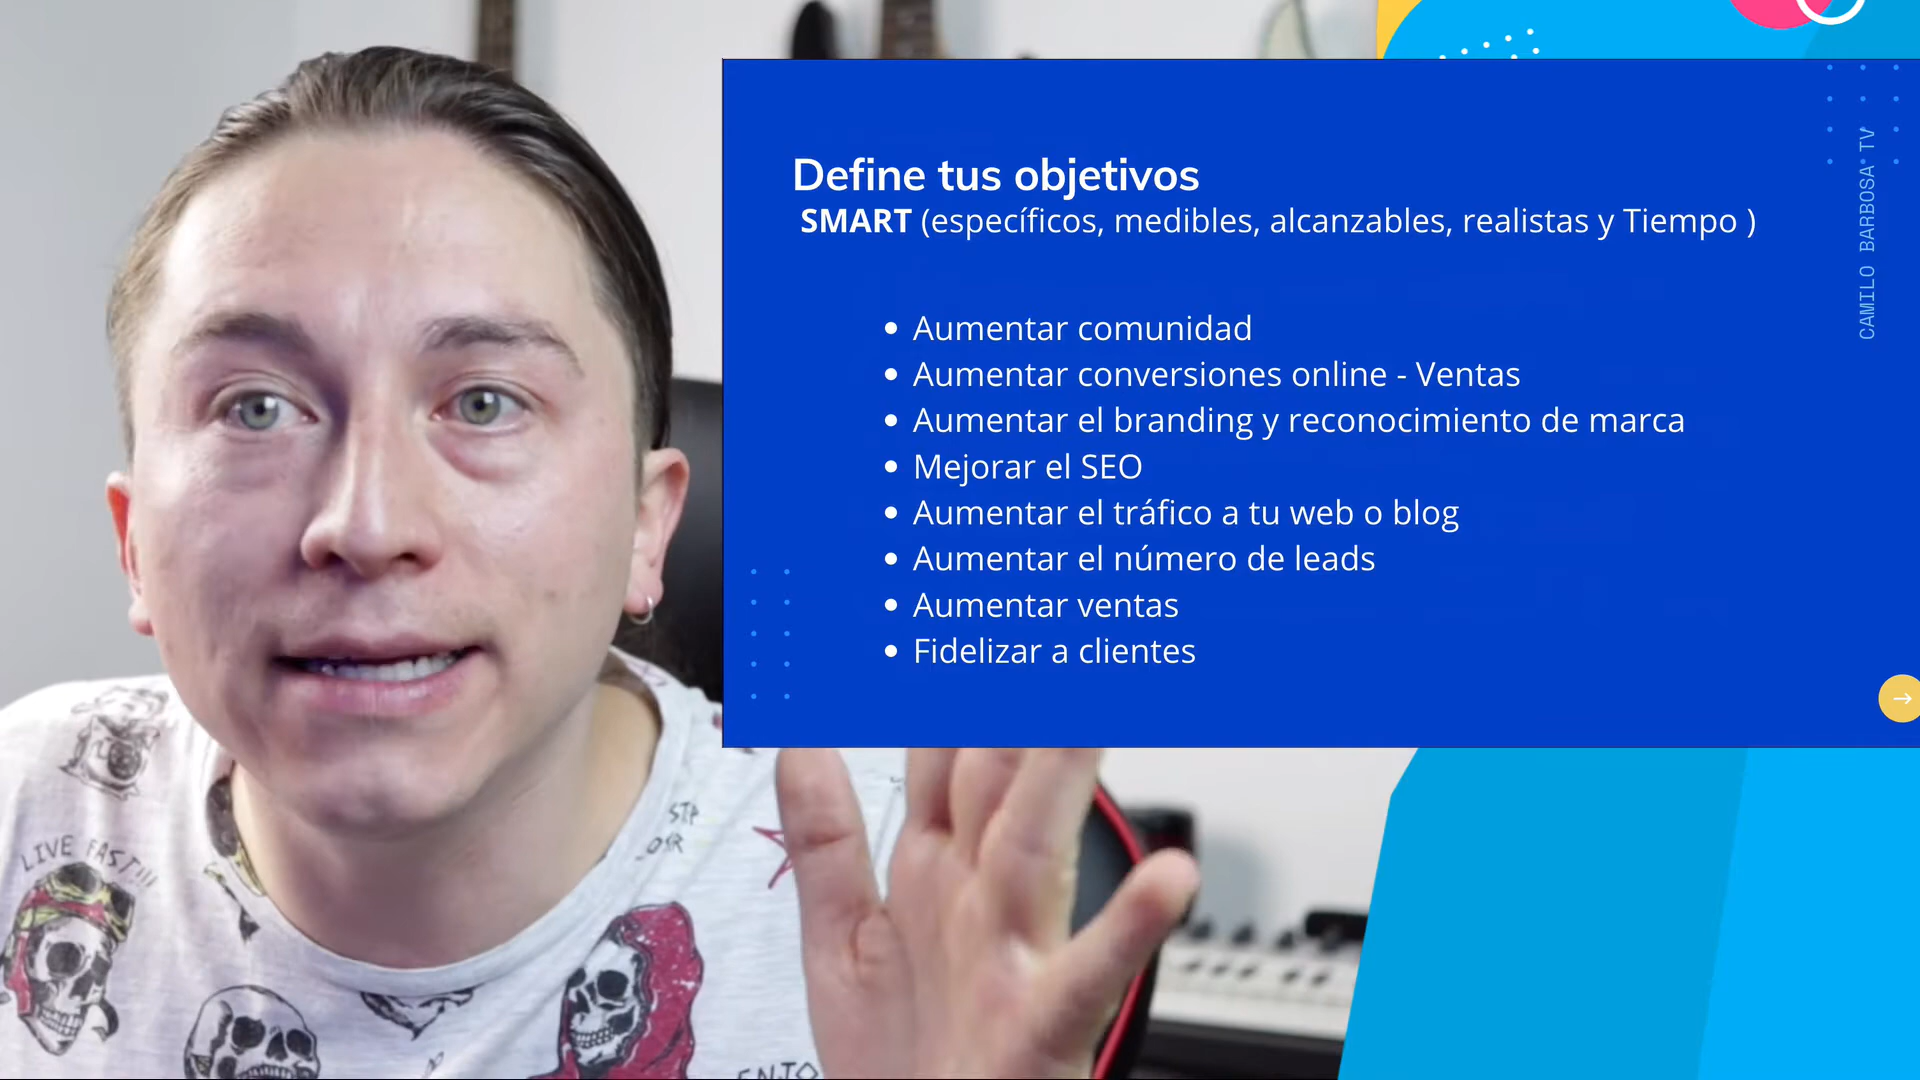 Define tus objetivos
SMART (específicos, medibles, alcanzables, realistas y Tiempo )
CAMILO BARBOSA TV
• Aumentar comunidad
• Aumentar conversiones online - Ventas
• Aumentar el branding y reconocimiento de marca
• Mejorar el SEO
• Aumentar el tráfico a tu web o blog
• Aumentar el número de leads
• Aumentar ventas
• Fidelizar a clientes
LIVE FAST!!!